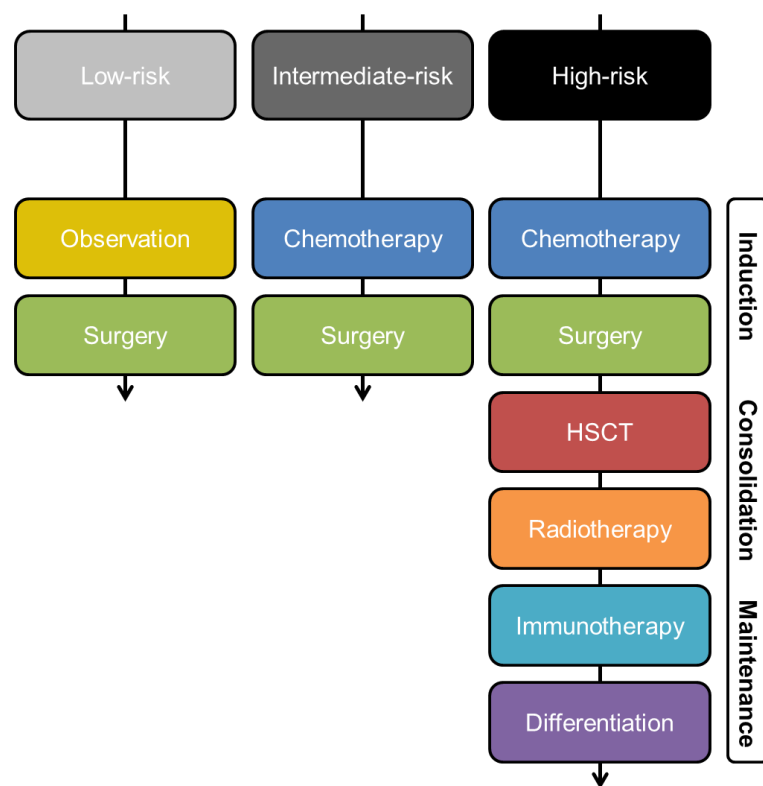 Low-risk
Intermediate-risk
High-risk
Observation
Chemotherapy
Chemotherapy
Surgery
Surgery
Surgery
HSCT
Radiotherapy
Immunotherapy
Differentiation
Induction
Consolidation
Maintenance